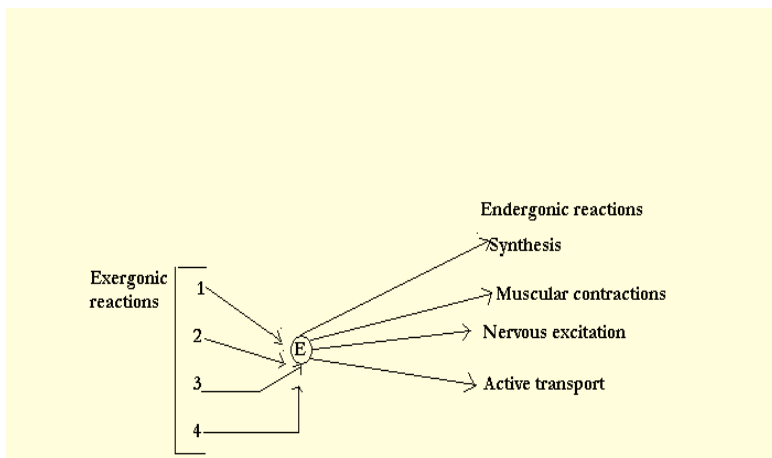 Endergonic reactions
Synthesis
Exergonic
reactions
1
Muscular contractions
2
E
Nervous excitation
3
Active transport
4